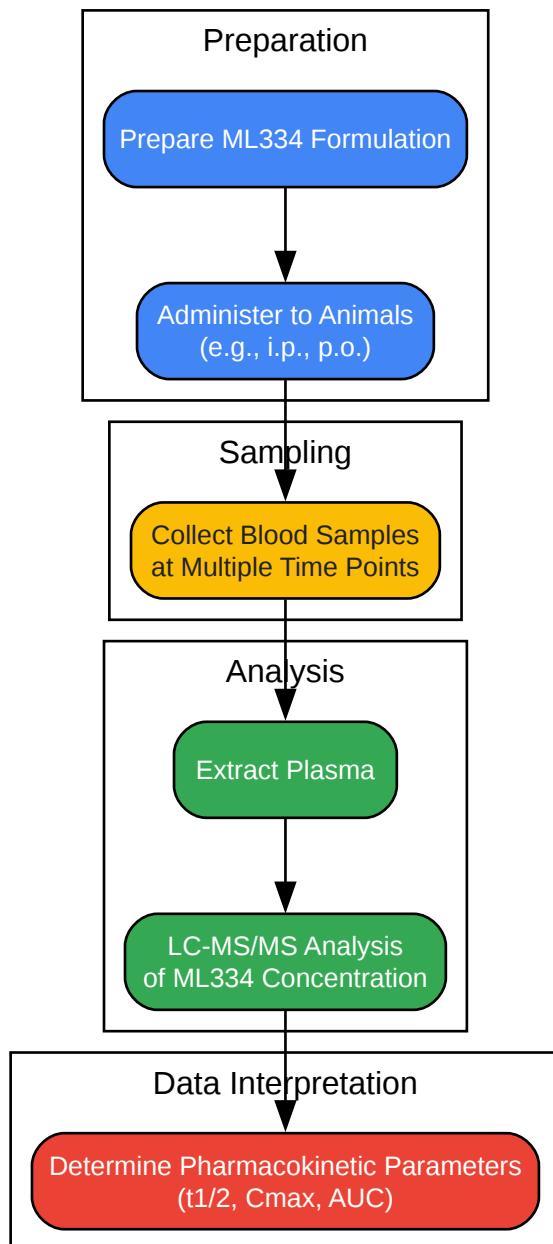 Preparation
Prepare ML334 Formulation
Administer to Animals
(e.g., i.p., p.o.)
Sampling
Collect Blood Samples
at Multiple Time Points
Analysis
Extract Plasma
LC-MS/MS Analysis
of ML334 Concentration
Data Interpretation
Determine Pharmacokinetic Parameters
(t1/2, Cmax, AUC)